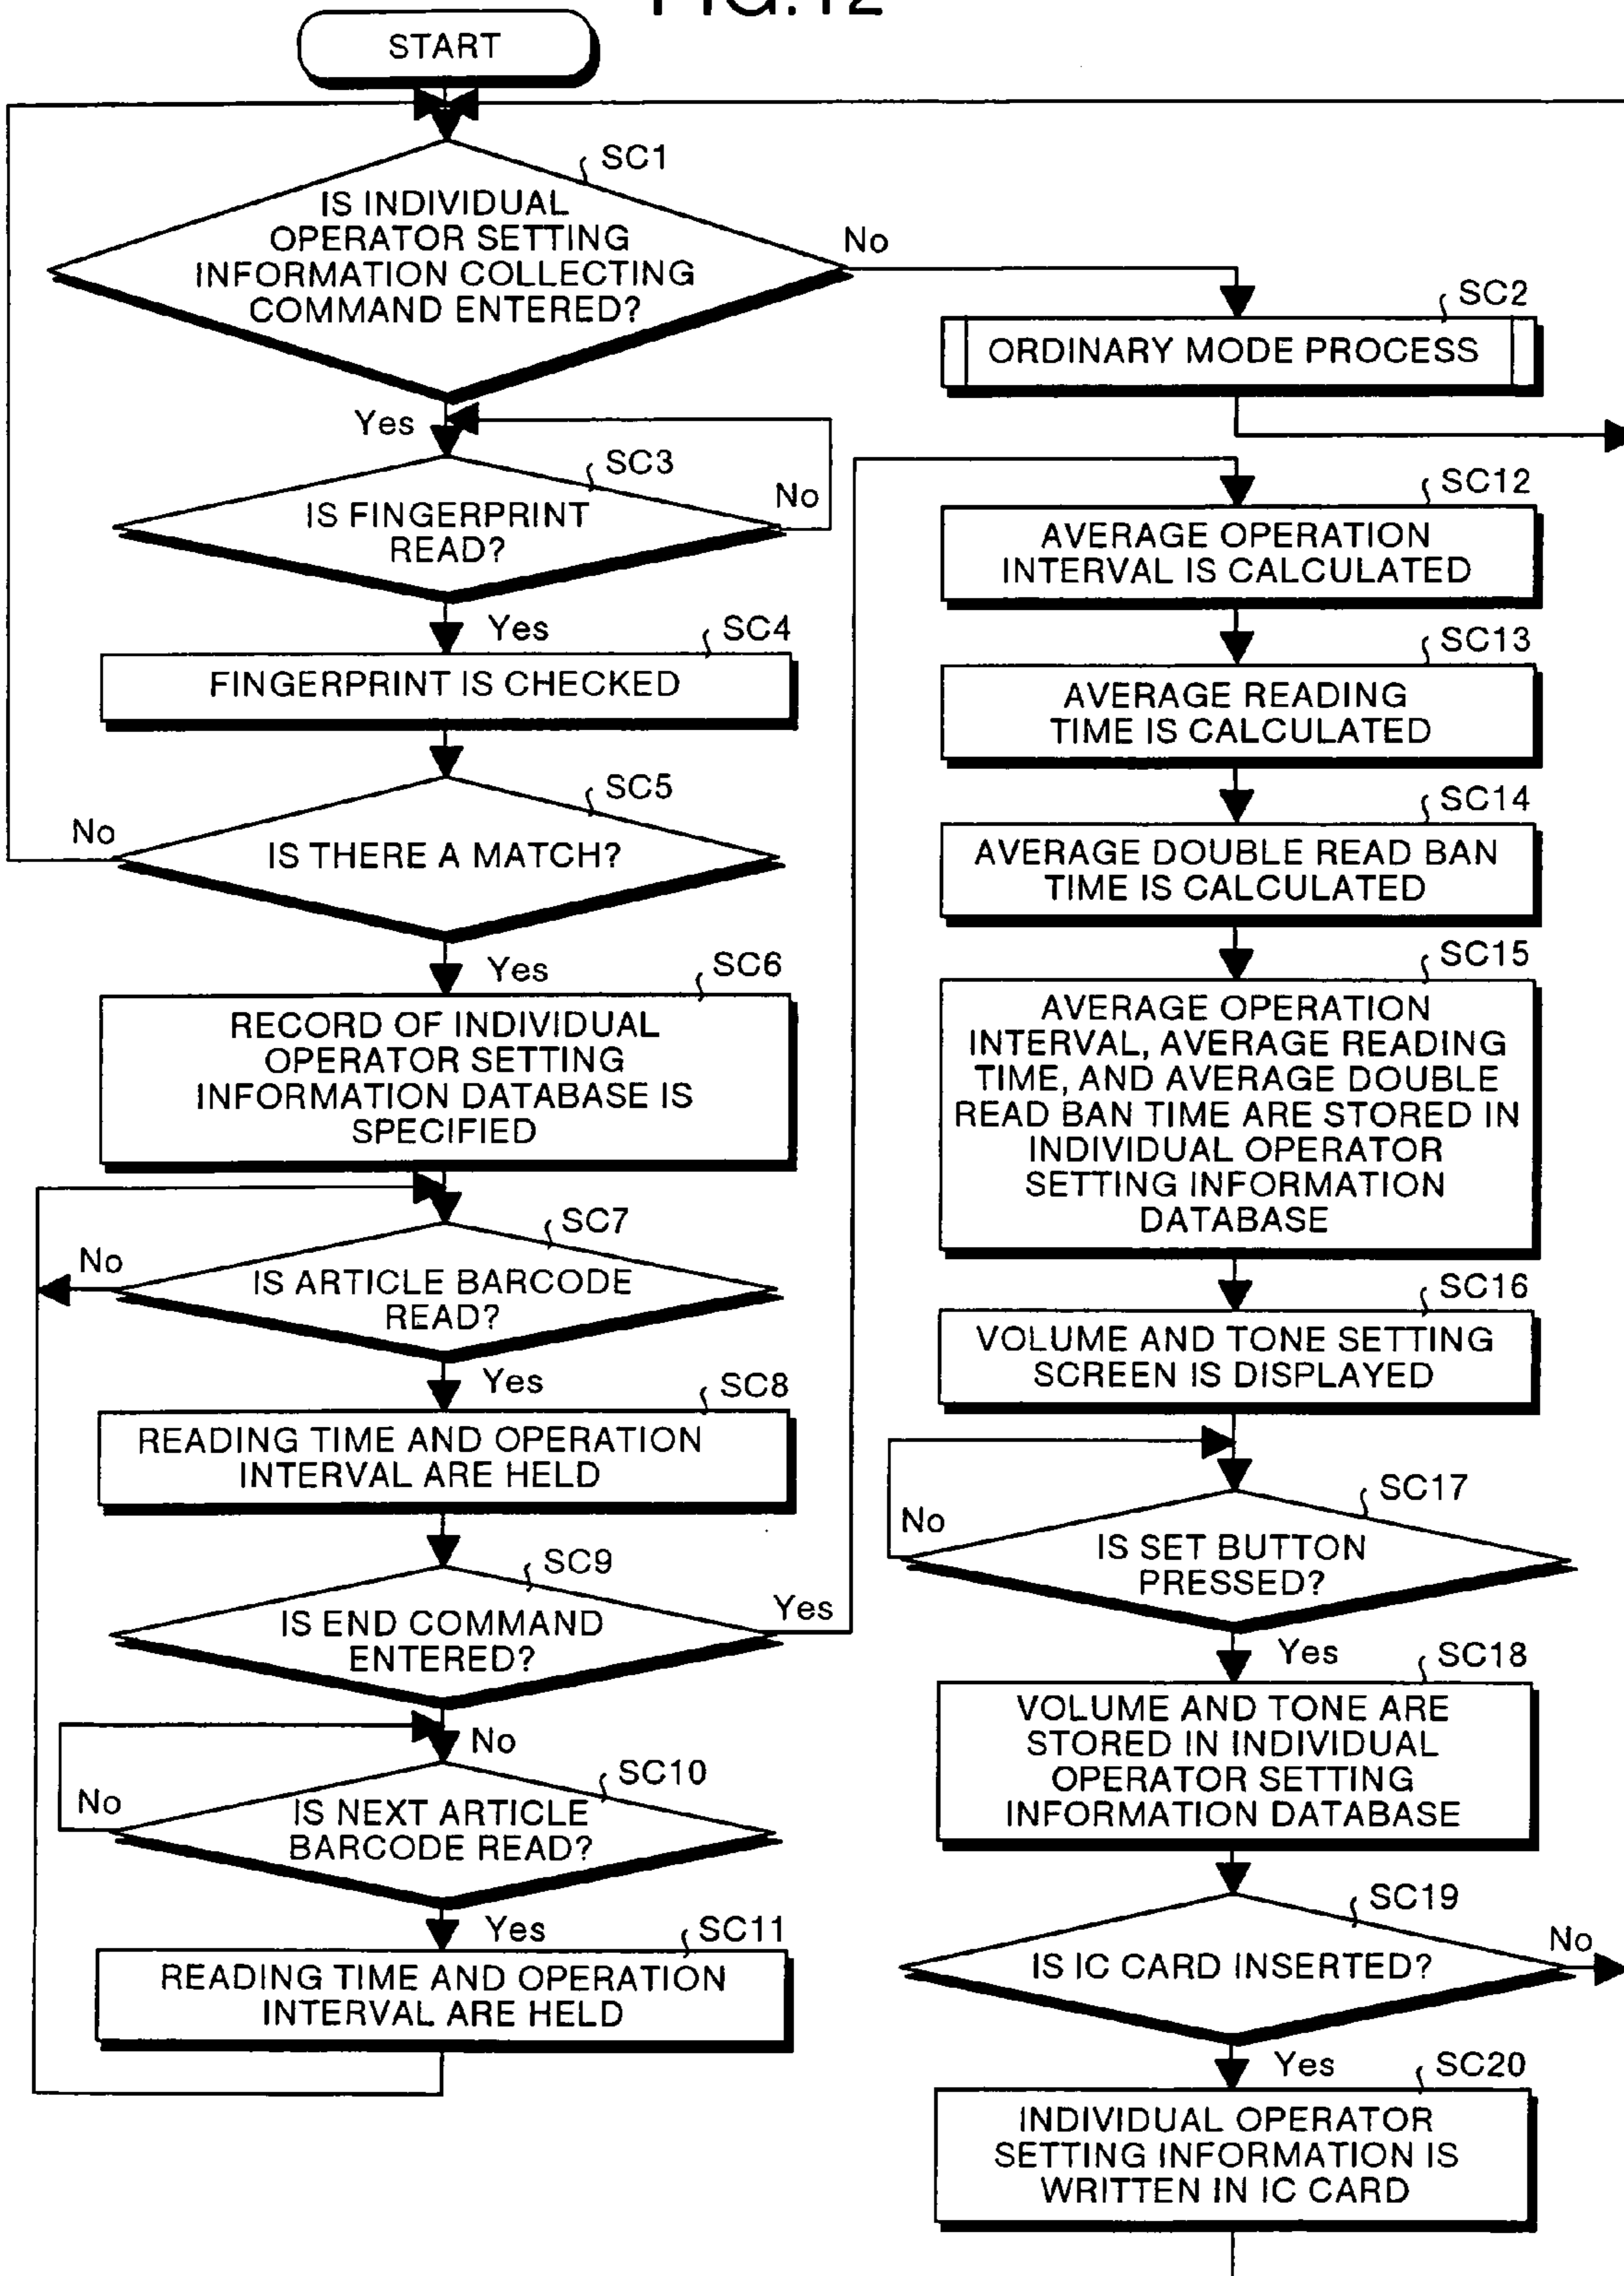 FIG.12
START
SC1
IS INDIVIDUAL
OPERATOR SETTING
INFORMATION COLLECTING
COMMAND ENTERED?
No
Yes
SC2
ORDINARY MODE PROCESS
SC3
IS FINGERPRINT
READ?
No
Yes
SC4
FINGERPRINT IS CHECKED
SC5
IS THERE A MATCH?
No
Yes
SC6
RECORD OF INDIVIDUAL
OPERATOR SETTING
INFORMATION DATABASE IS
SPECIFIED
SC7
IS ARTICLE BARCODE
READ?
No
Yes
SC8
READING TIME AND OPERATION
INTERVAL ARE HELD
SC9
IS END COMMAND
ENTERED?
Yes
No
SC10
IS NEXT ARTICLE
BARCODE READ?
No
Yes
SC11
READING TIME AND OPERATION
INTERVAL ARE HELD
SC12
AVERAGE OPERATION
INTERVAL IS CALCULATED
SC13
AVERAGE READING
TIME IS CALCULATED
SC14
AVERAGE DOUBLE READ BAN
TIME IS CALCULATED
SC15
AVERAGE OPERATION
INTERVAL, AVERAGE READING
TIME, AND AVERAGE DOUBLE
READ BAN TIME ARE STORED IN
INDIVIDUAL OPERATOR
SETTING INFORMATION
DATABASE
SC16
VOLUME AND TONE SETTING
SCREEN IS DISPLAYED
SC17
IS SET BUTTON
PRESSED?
No
Yes
SC18
VOLUME AND TONE ARE
STORED IN INDIVIDUAL
OPERATOR SETTING
INFORMATION DATABASE
SC19
IS IC CARD INSERTED?
No
Yes
SC20
INDIVIDUAL OPERATOR
SETTING INFORMATION IS
WRITTEN IN IC CARD